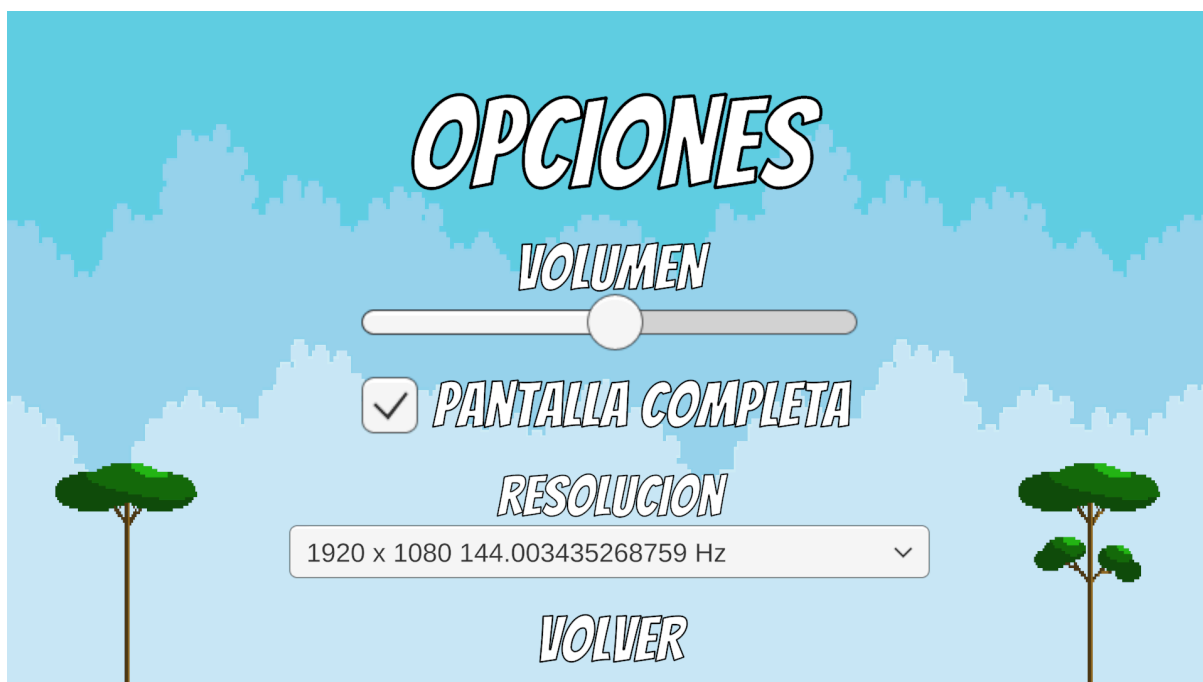 OPCIONES
VOLUMEN
PANTALLA COMPLETA
RESOLUCION
1920 x 1080 144.003435268759 Hz
VOLVER